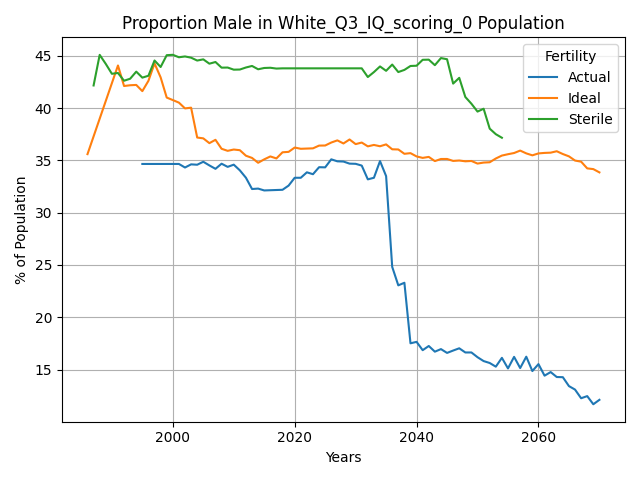 Proportion Male in White_Q3_IQ_scoring_0 Population
% of Population
45
40
35
30
25
20
15
Fertility
Actual
Ideal
Sterile
2000 2020 2040 2060
Years